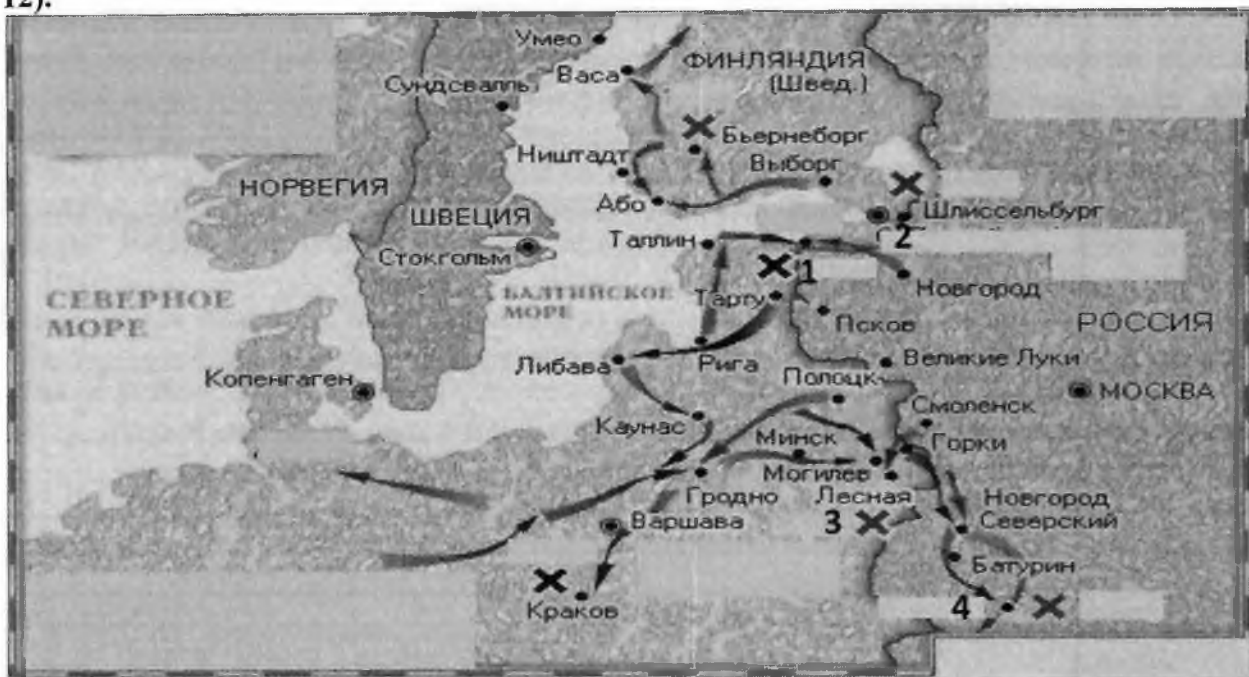 12).
Умео
ФИНЛЯНДИЯ
(Швед.)
Васа
Сундсвалль
Бьернеборг
Ништадт
Выборг
НОРВЕГИЯ
Або
Шлиссельбург
ШВЕЦИЯ
2
Таллин
Стокгольм
1
Новгород
СЕВЕРНОЕ
МОРЕ
БАЛТИЙСКОЕ
МОРЕ
Тарту
Псков
РОССИЯ
Либава
Рига
Великие Луки
Копенгаген
Полоцк
МОСКВА
Смоленск
Каунас
Минск
Горки
Могилев
Гродно
Лесная
Новгород
Северский
Варшава
3
Батурин
Краков
4